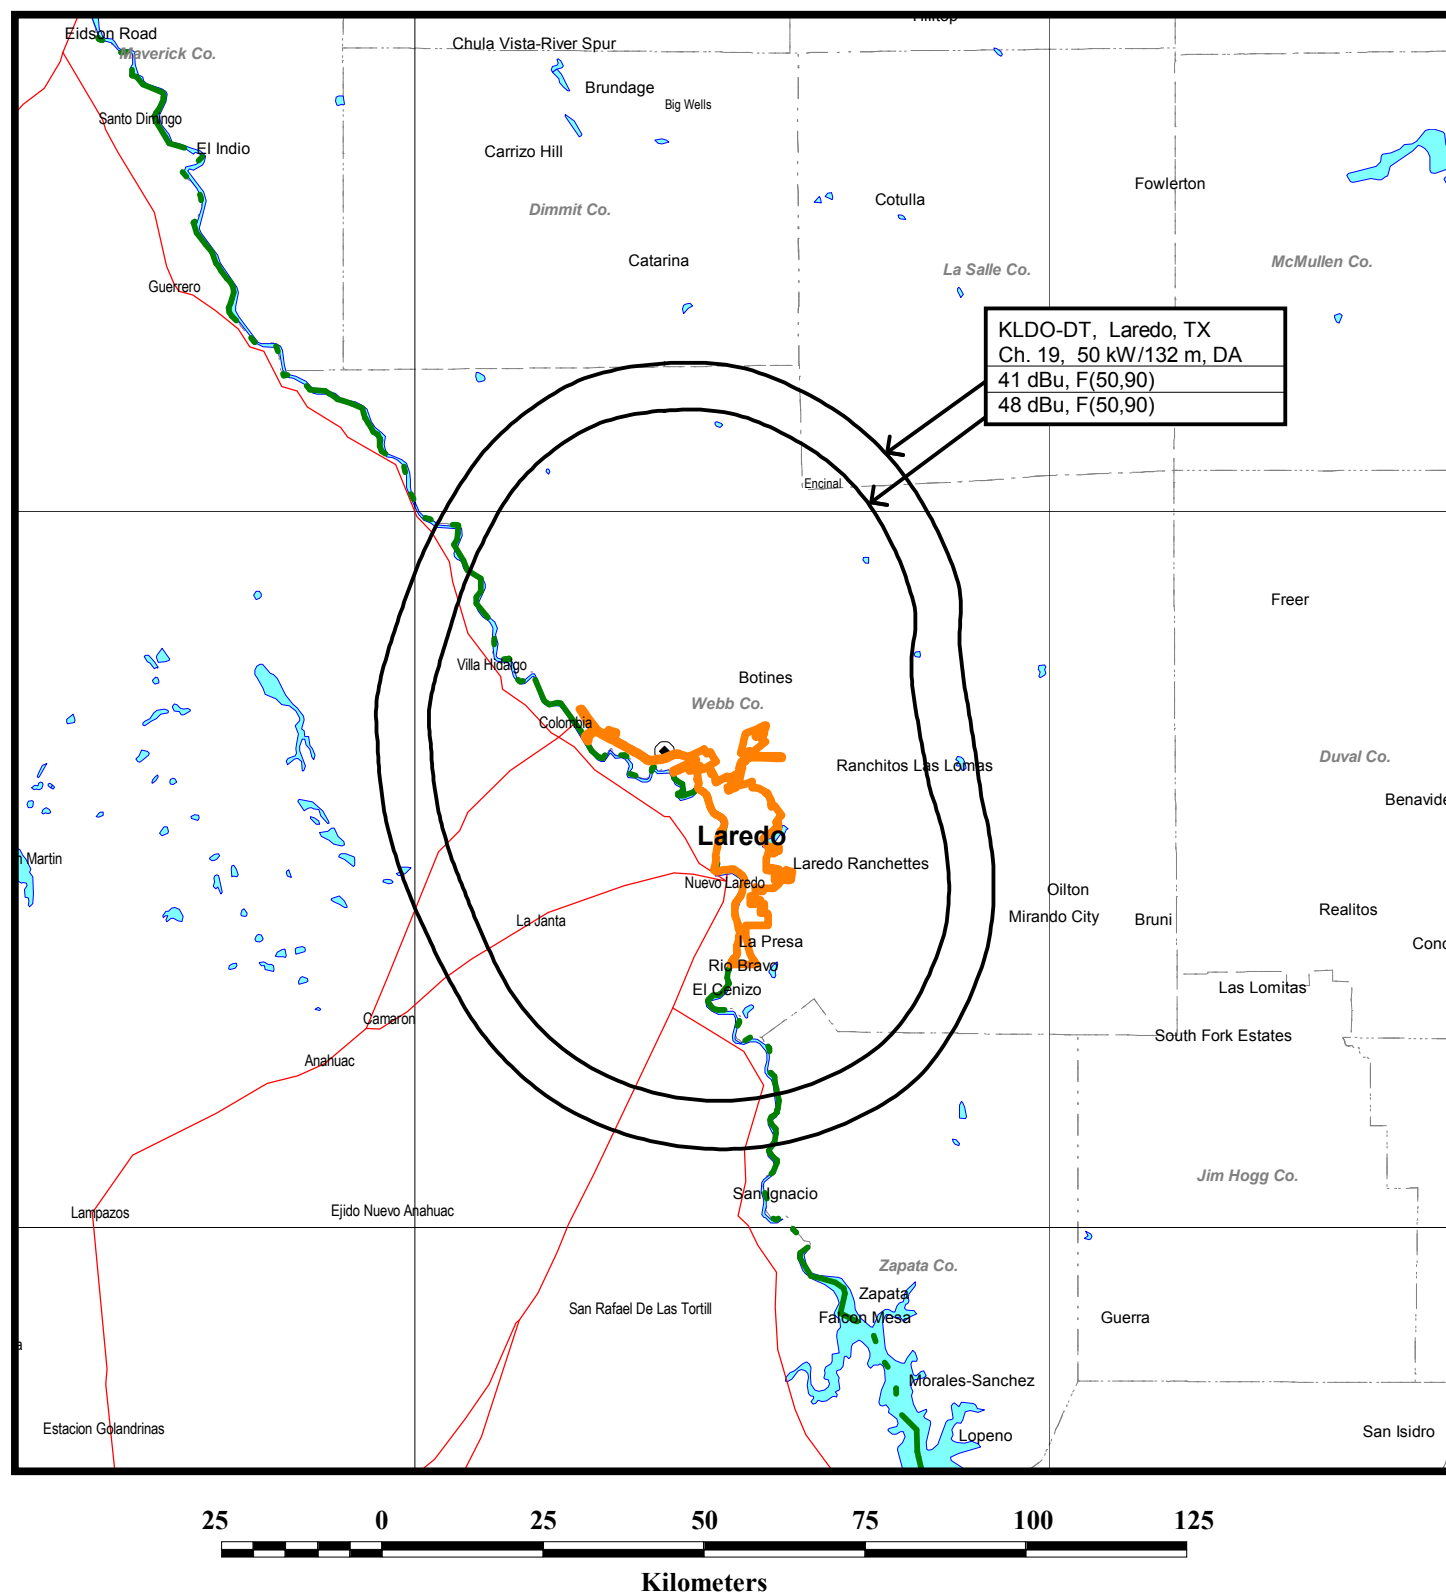 Hilltop
Eidson Road
Maverick Co.
Chula Vista-River Spur
Brundage
Big Wells
Santo Dimingo
El Indio
Carrizo Hill
Fowlerton
Cotulla
Dimmit Co.
Catarina
La Salle Co.
McMullen Co.
Guerrero
KLDO-DT, Laredo, TX
Ch. 19, 50 kW/132 m, DA
41 dBu, F(50,90)
48 dBu, F(50,90)
Encinal
Freer
Villa Hidalgo
Botines
Webb Co.
Colombia
Ranchitos Las Lomas
Duval Co.
Benavide
Laredo
n Martin
Laredo Ranchettes
Nuevo Laredo
Oilton
La Janta
Mirando City
Bruni
Realitos
La Presa
Conc
Rio Bravo
El Cenizo
Las Lomitas
Camaron
South Fork Estates
Anahuac
San Ignacio
Jim Hogg Co.
Lampazos
Ejido Nuevo Anahuac
Zapata Co.
Zapata
San Rafael De Las Tortill
Falcon Mesa
Guerra
a
Morales-Sanchez
Estacion Golandrinas
Lopeno
San Isidro
25 0 25 50 75 100 125
Kilometers